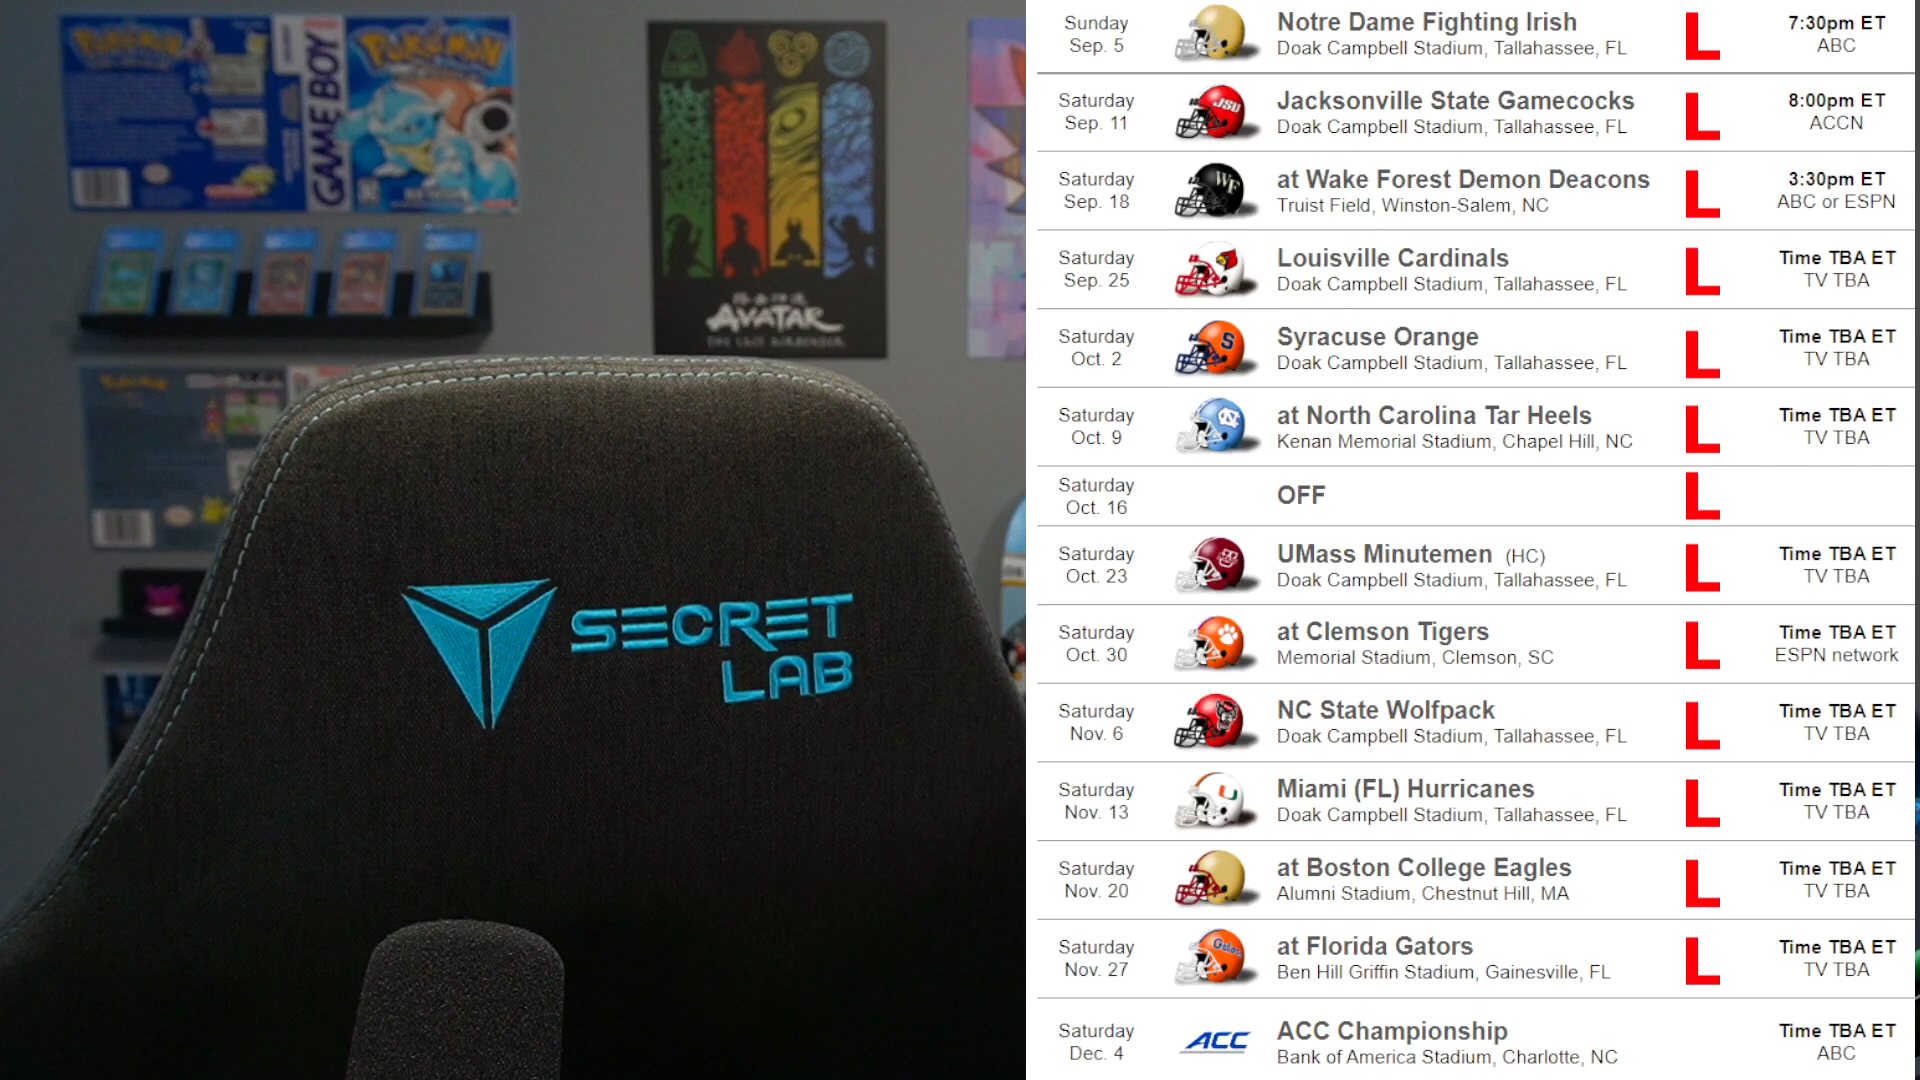 POKéMON
POKéMON
GAME BOY
AVATAR
THE LAST AIRBENDER
SECRET
LAB
Sunday
Sep. 5
Notre Dame Fighting Irish
Doak Campbell Stadium, Tallahassee, FL
L
7:30pm ET
ABC
Saturday
Sep. 11
JSU
Jacksonville State Gamecocks
Doak Campbell Stadium, Tallahassee, FL
L
8:00pm ET
ACCN
Saturday
Sep. 18
WF
at Wake Forest Demon Deacons
Truist Field, Winston-Salem, NC
L
3:30pm ET
ABC or ESPN
Saturday
Sep. 25
Louisville Cardinals
Doak Campbell Stadium, Tallahassee, FL
L
Time TBA ET
TV TBA
Saturday
Oct. 2
S
Syracuse Orange
Doak Campbell Stadium, Tallahassee, FL
L
Time TBA ET
TV TBA
Saturday
Oct. 9
NC
at North Carolina Tar Heels
Kenan Memorial Stadium, Chapel Hill, NC
L
Time TBA ET
TV TBA
Saturday
Oct. 16
OFF
L
Saturday
Oct. 23
UMass Minutemen (HC)
Doak Campbell Stadium, Tallahassee, FL
L
Time TBA ET
TV TBA
Saturday
Oct. 30
at Clemson Tigers
Memorial Stadium, Clemson, SC
L
Time TBA ET
ESPN network
Saturday
Nov. 6
NC State Wolfpack
Doak Campbell Stadium, Tallahassee, FL
L
Time TBA ET
TV TBA
Saturday
Nov. 13
U
Miami (FL) Hurricanes
Doak Campbell Stadium, Tallahassee, FL
L
Time TBA ET
TV TBA
Saturday
Nov. 20
at Boston College Eagles
Alumni Stadium, Chestnut Hill, MA
L
Time TBA ET
TV TBA
Saturday
Nov. 27
Gators
at Florida Gators
Ben Hill Griffin Stadium, Gainesville, FL
L
Time TBA ET
TV TBA
Saturday
Dec. 4
ACC
ACC Championship
Bank of America Stadium, Charlotte, NC
Time TBA ET
ABC